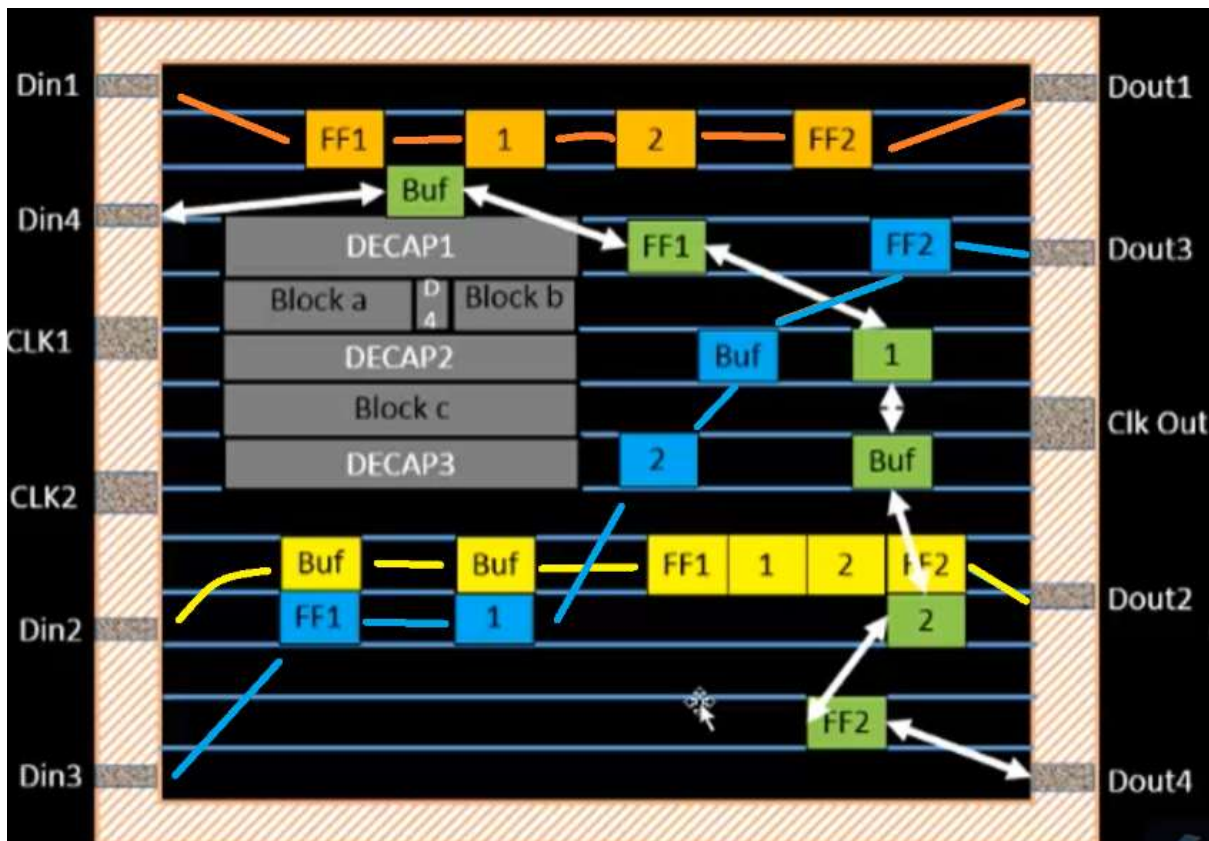 Din1
Dout1
FF1 1 2 FF2
Buf
Din4
DECAP1
FF1
FF2
Dout3
Block a
D
4
Block b
CLK1
DECAP2
Buf
1
Block c
Clk Out
DECAP3
2
Buf
CLK2
Buf
Buf
FF1 1 2 FF2
Dout2
Din2
FF1
1
2
FF2
Din3
Dout4